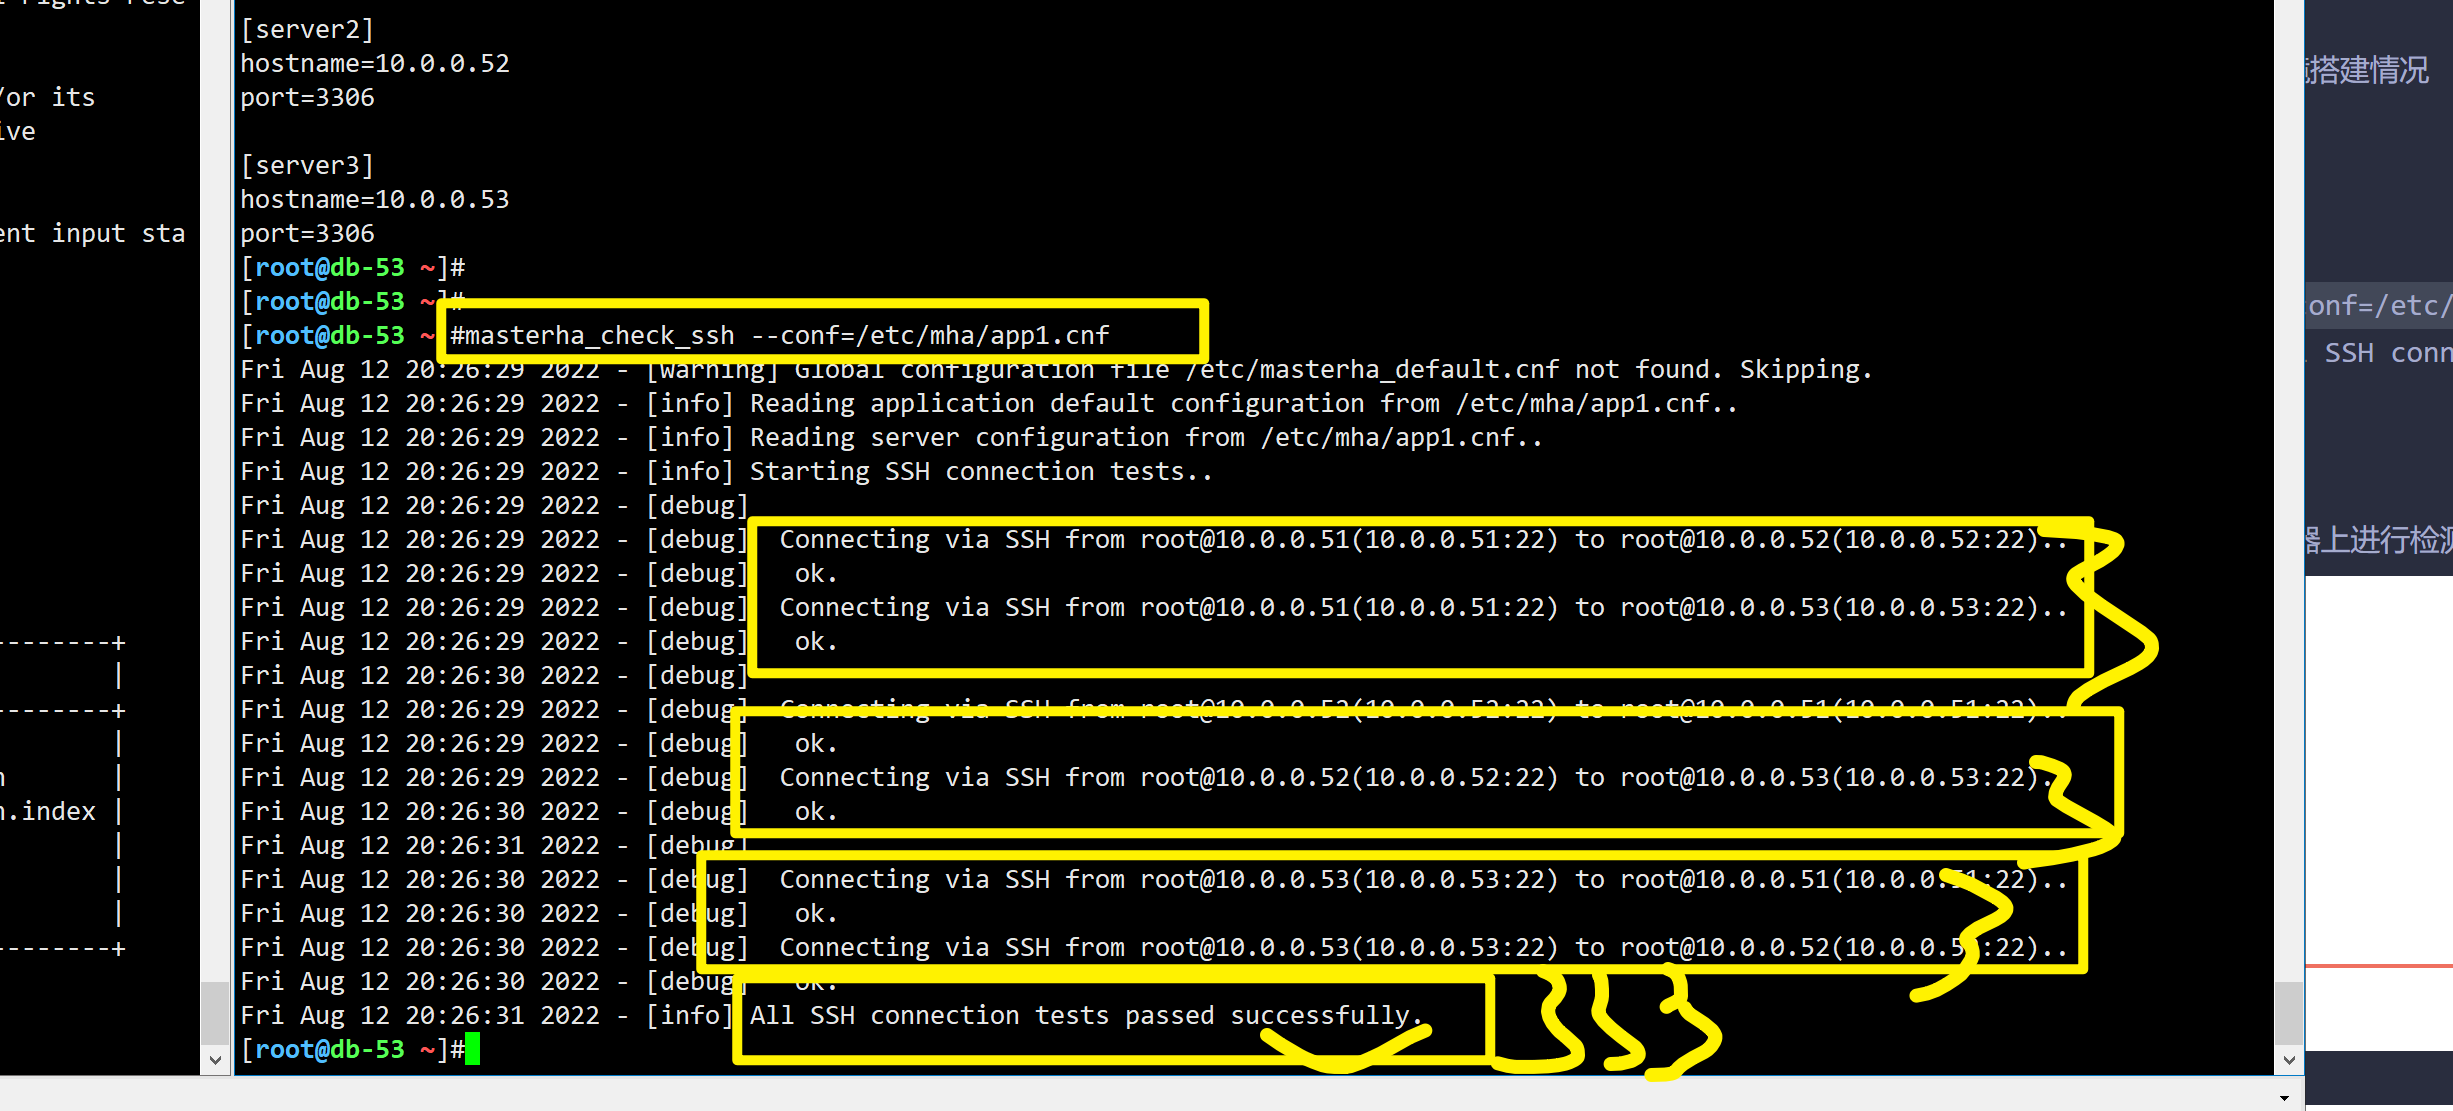 t rights rese
/or its
ive
ent input sta
--------+
|
--------+
|
n |
n.index |
|
|
|
--------+
[server2]
hostname=10.0.0.52
port=3306
[server3]
hostname=10.0.0.53
port=3306
[root@db-53 ~]#
[root@db-53 ~]#
[root@db-53 ~]#masterha_check_ssh --conf=/etc/mha/app1.cnf
Fri Aug 12 20:26:29 2022 - [warning] Global configuration file /etc/masterha_default.cnf not found. Skipping.
Fri Aug 12 20:26:29 2022 - [info] Reading application default configuration from /etc/mha/app1.cnf..
Fri Aug 12 20:26:29 2022 - [info] Reading server configuration from /etc/mha/app1.cnf..
Fri Aug 12 20:26:29 2022 - [info] Starting SSH connection tests..
Fri Aug 12 20:26:29 2022 - [debug]
Fri Aug 12 20:26:29 2022 - [debug]  Connecting via SSH from root@10.0.0.51(10.0.0.51:22) to root@10.0.0.52(10.0.0.52:22)..
Fri Aug 12 20:26:29 2022 - [debug]   ok.
Fri Aug 12 20:26:29 2022 - [debug]  Connecting via SSH from root@10.0.0.51(10.0.0.51:22) to root@10.0.0.53(10.0.0.53:22)..
Fri Aug 12 20:26:29 2022 - [debug]   ok.
Fri Aug 12 20:26:30 2022 - [debug]
Fri Aug 12 20:26:29 2022 - [debug]  Connecting via SSH from root@10.0.0.52(10.0.0.52:22) to root@10.0.0.51(10.0.0.51:22)..
Fri Aug 12 20:26:29 2022 - [debug]   ok.
Fri Aug 12 20:26:29 2022 - [debug]  Connecting via SSH from root@10.0.0.52(10.0.0.52:22) to root@10.0.0.53(10.0.0.53:22)..
Fri Aug 12 20:26:30 2022 - [debug]   ok.
Fri Aug 12 20:26:31 2022 - [debug]
Fri Aug 12 20:26:30 2022 - [debug]  Connecting via SSH from root@10.0.0.53(10.0.0.53:22) to root@10.0.0.51(10.0.0.51:22)..
Fri Aug 12 20:26:30 2022 - [debug]   ok.
Fri Aug 12 20:26:30 2022 - [debug]  Connecting via SSH from root@10.0.0.53(10.0.0.53:22) to root@10.0.0.52(10.0.0.52:22)..
Fri Aug 12 20:26:30 2022 - [debug]   ok.
Fri Aug 12 20:26:31 2022 - [info] All SSH connection tests passed successfully.
[root@db-53 ~]#
搭建情况
conf=/etc/
SSH conn
器上进行检测